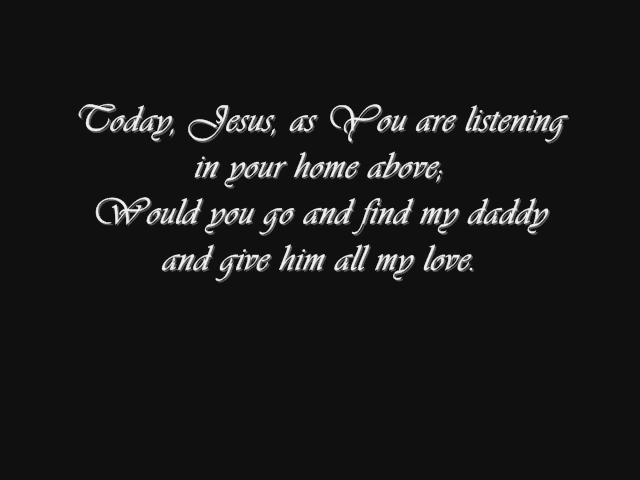 Today, Jesus, as You are listening
in your home above;
Would you go and find my daddy
and give him all my love.